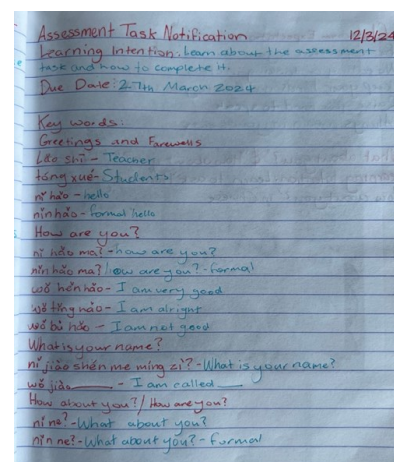 Assessment Task Notification 12/3/24
Learning Intention: Learn about the assessment
task and how to complete it.
Due Date: 27th March 2024
Key words:
Greetings and Farewells
Lǎo shī - Teacher
tóng xué - Students
nǐ hǎo - hello
nín hǎo - formal hello
How are you?
nǐ hǎo ma? - how are you?
nín hǎo ma? How are you? - formal
wǒ hěn hǎo - I am very good
wǒ tǐng hǎo - I am alright
wǒ bù hǎo - I am not good
What is your name?
nǐ jiào shén me míng zì? - What is your name?
wǒ jiào ____ - I am called ____
How about you? / How are you?
nǐ ne? - What about you?
nín ne? - What about you? - formal